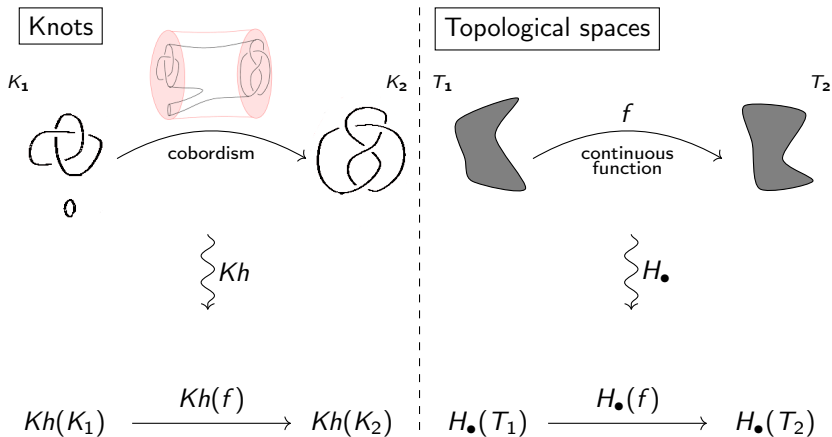 Knots
K₁
K₂
cobordism
Kh
Kh(f)
Kh(K₁)
Kh(K₂)
Topological spaces
T₁
T₂
f
continuous
function
H•
H•(f)
H•(T₁)
H•(T₂)